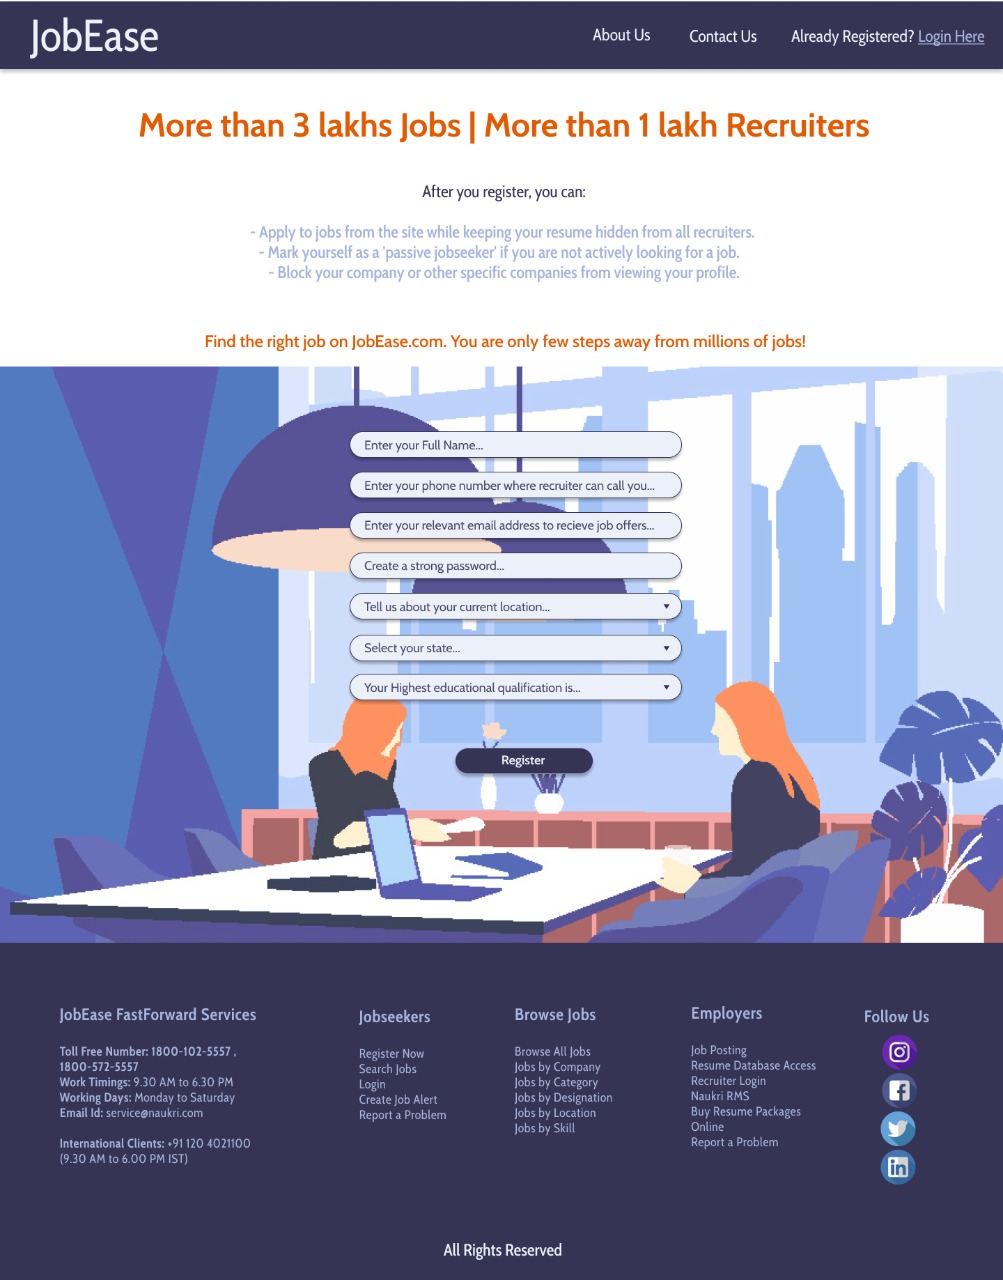 JobEase
About Us
Contact Us
Already Registered? Login Here
More than 3 lakhs Jobs | More than 1 lakh Recruiters
After you register, you can:
- Apply to jobs from the site while keeping your resume hidden from all recruiters.
- Mark yourself as a 'passive jobseeker' if you are not actively looking for a job.
- Block your company or other specific companies from viewing your profile.
Find the right job on JobEase.com. You are only few steps away from millions of jobs!
Enter your Full Name...
Enter your phone number where recruiter can call you...
Enter your relevant email address to recieve job offers...
Create a strong password...
Tell us about your current location...
Select your state...
Your Highest educational qualification is...
Register
JobEase FastForward Services
Toll Free Number: 1800-102-5557 ,
1800-572-5557
Work Timings: 9.30 AM to 6.30 PM
Working Days: Monday to Saturday
Email Id: service@naukri.com
International Clients: +91 120 4021100
(9.30 AM to 6.00 PM IST)
Jobseekers
Register Now
Search Jobs
Login
Create Job Alert
Report a Problem
Browse Jobs
Browse All Jobs
Jobs by Company
Jobs by Category
Jobs by Designation
Jobs by Location
Jobs by Skill
Employers
Job Posting
Resume Database Access
Recruiter Login
Naukri RMS
Buy Resume Packages
Online
Report a Problem
Follow Us
All Rights Reserved